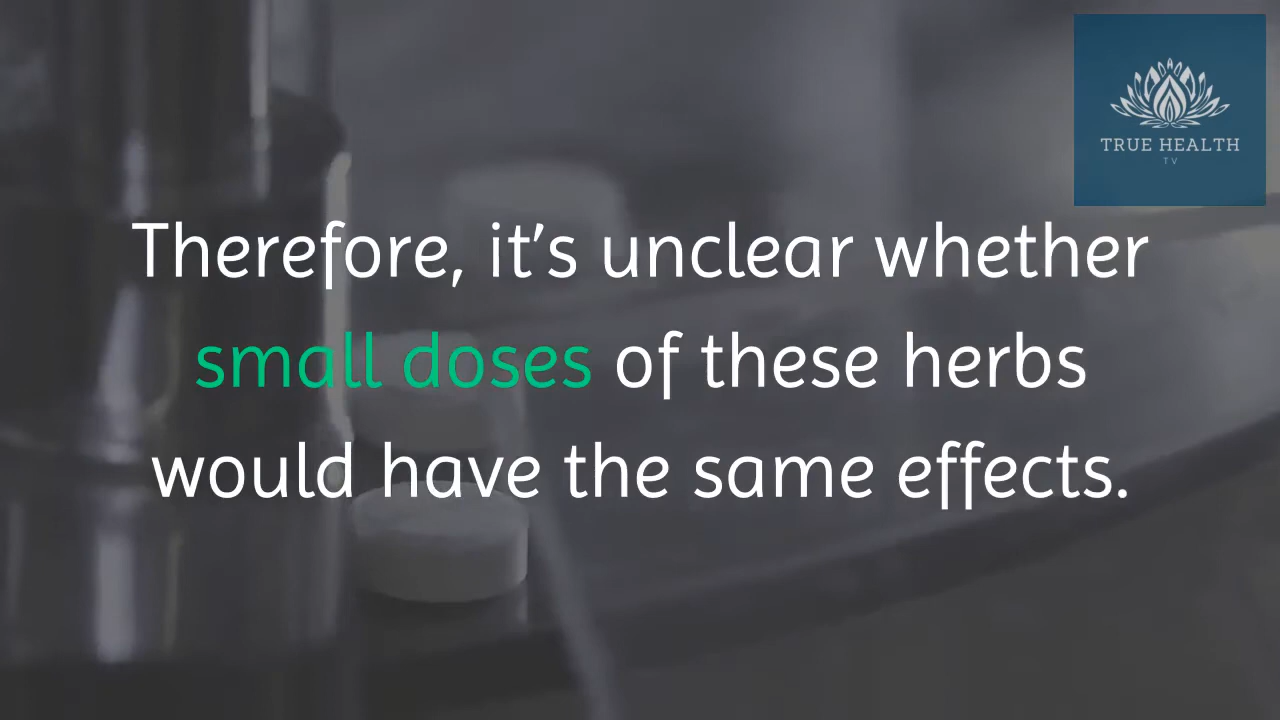 TRUE HEALTH
TV
Therefore, it’s unclear whether
small doses of these herbs
would have the same effects.